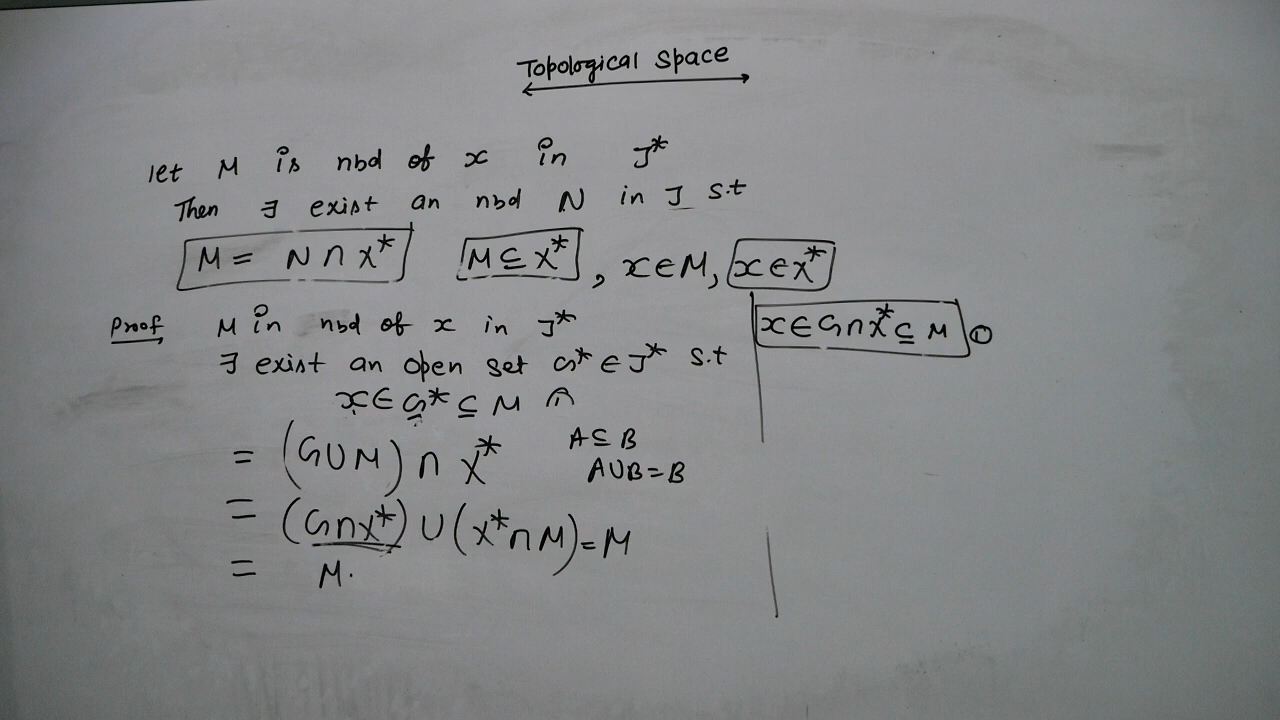 Topological Space
let M is nbd of x in J*
Then ∃ exist an nbd N in J s.t
M = N ∩ X* M ⊆ X* , x ∈ M, x ∈ X*
Proof M in nbd of x in J*
x ∈ G ∩ X* ⊆ M ①
∃ exist an open set G* ∈ J* s.t
x ∈ G* ⊆ M
= (G ∪ M) ∩ X* A ⊆ B
A ∪ B = B
= (G ∩ X*) ∪ (X* ∩ M) = M
= M.